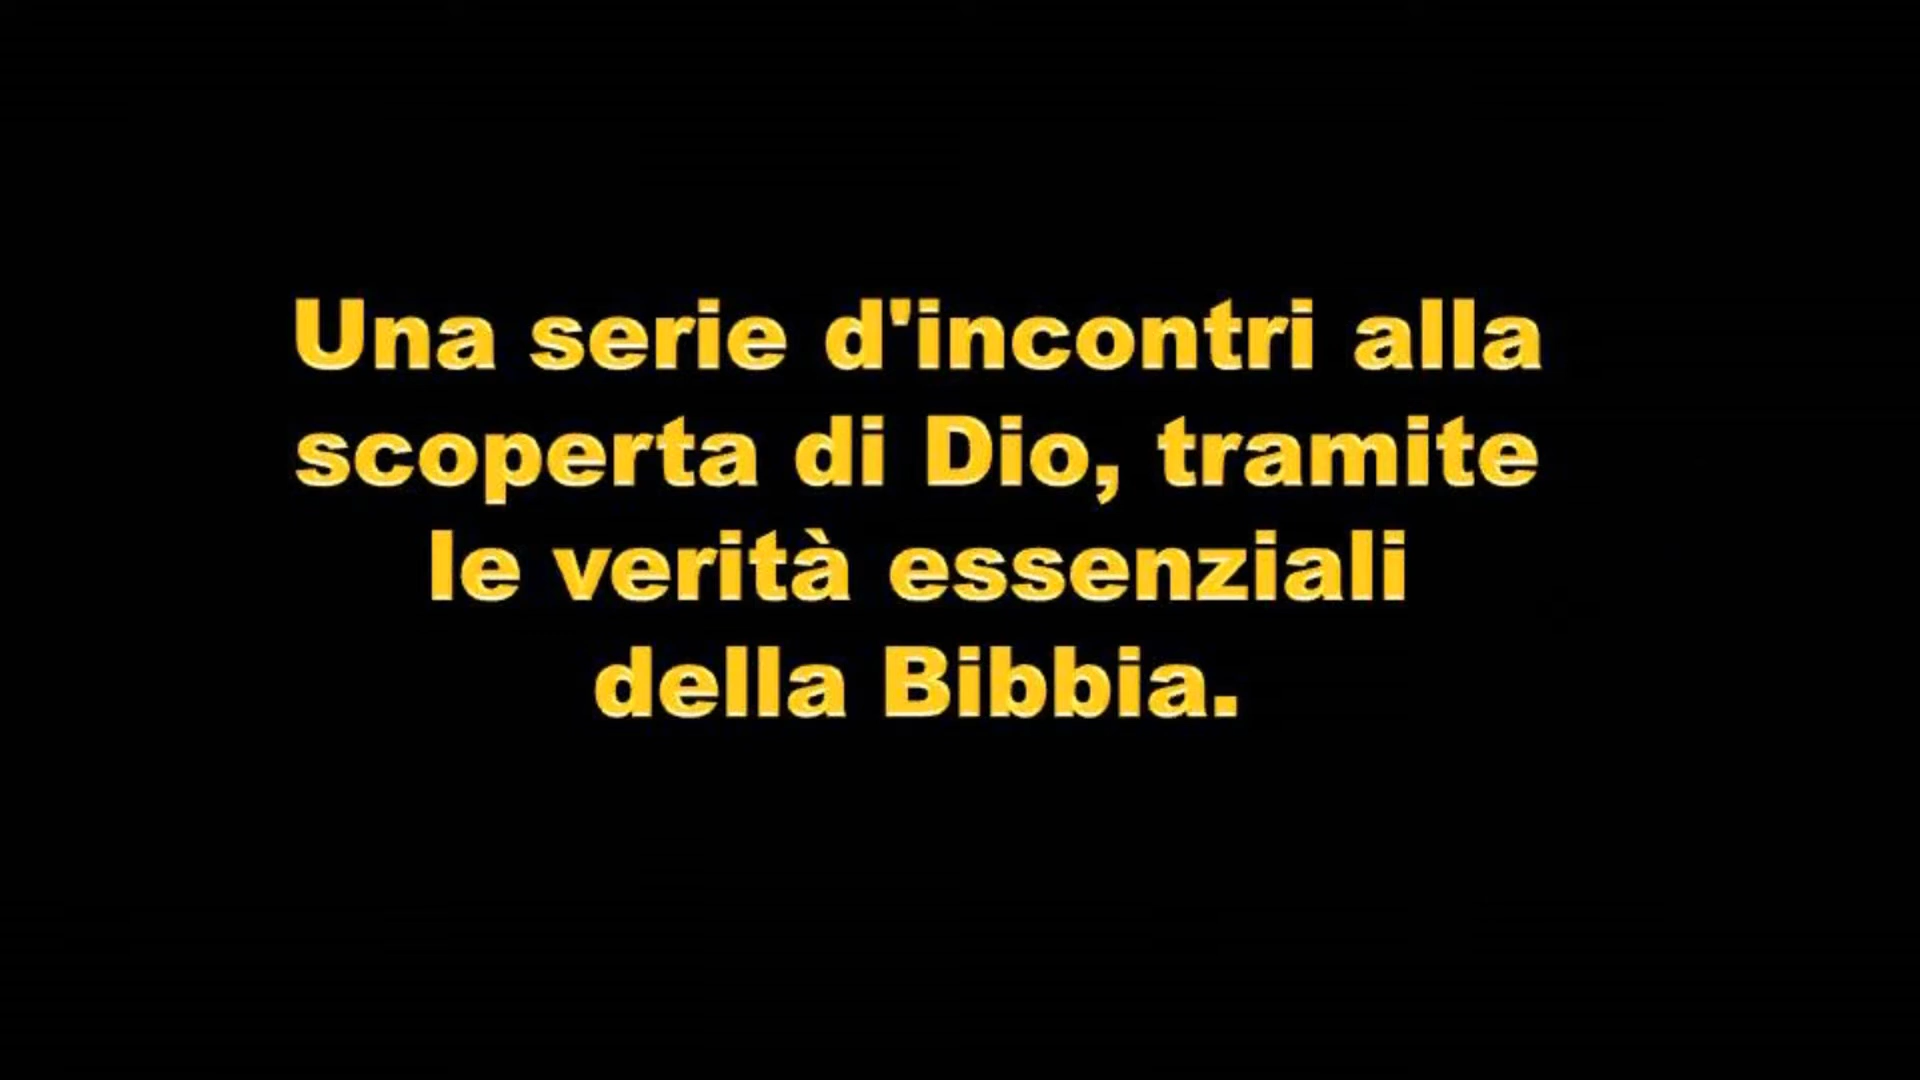 Una serie d'incontri alla
scoperta di Dio, tramite
le verità essenziali
della Bibbia.